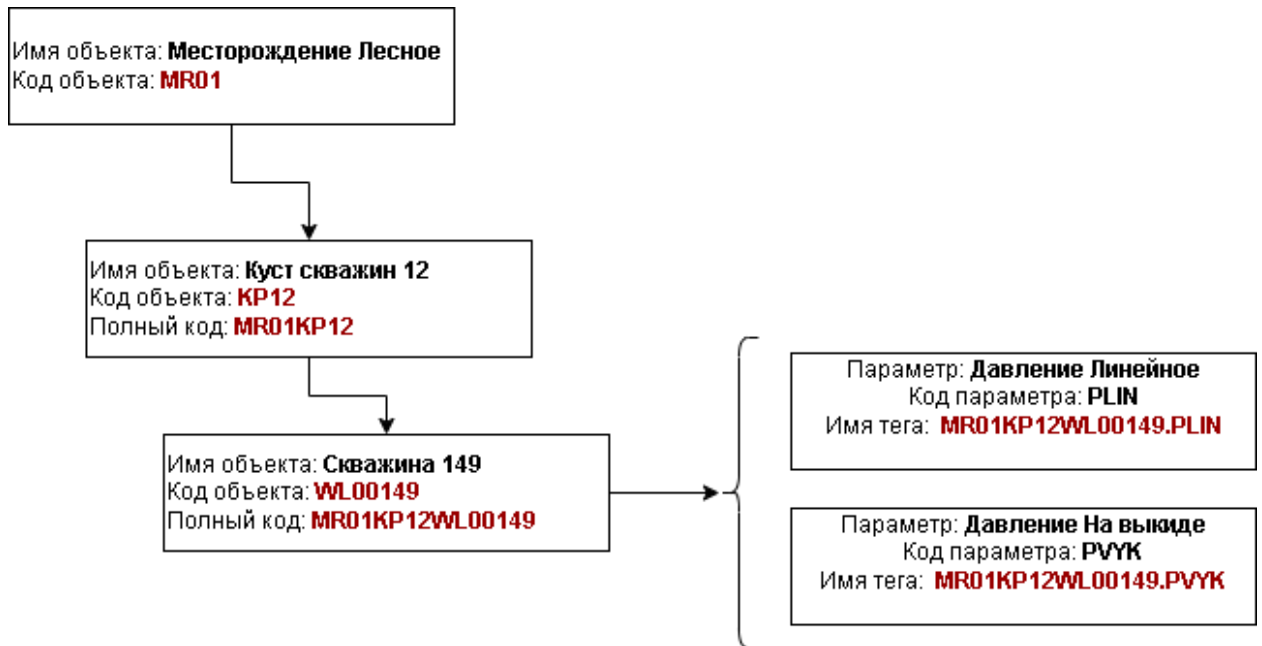 Имя объекта: Месторождение Лесное
Код объекта: MR01
Имя объекта: Куст скважин 12
Код объекта: KP12
Полный код: MR01KP12
Имя объекта: Скважина 149
Код объекта: WL00149
Полный код: MR01KP12WL00149
Параметр: Давление Линейное
Код параметра: PLIN
Имя тега: MR01KP12WL00149.PLIN
Параметр: Давление На выкиде
Код параметра: PVYK
Имя тега: MR01KP12WL00149.PVYK